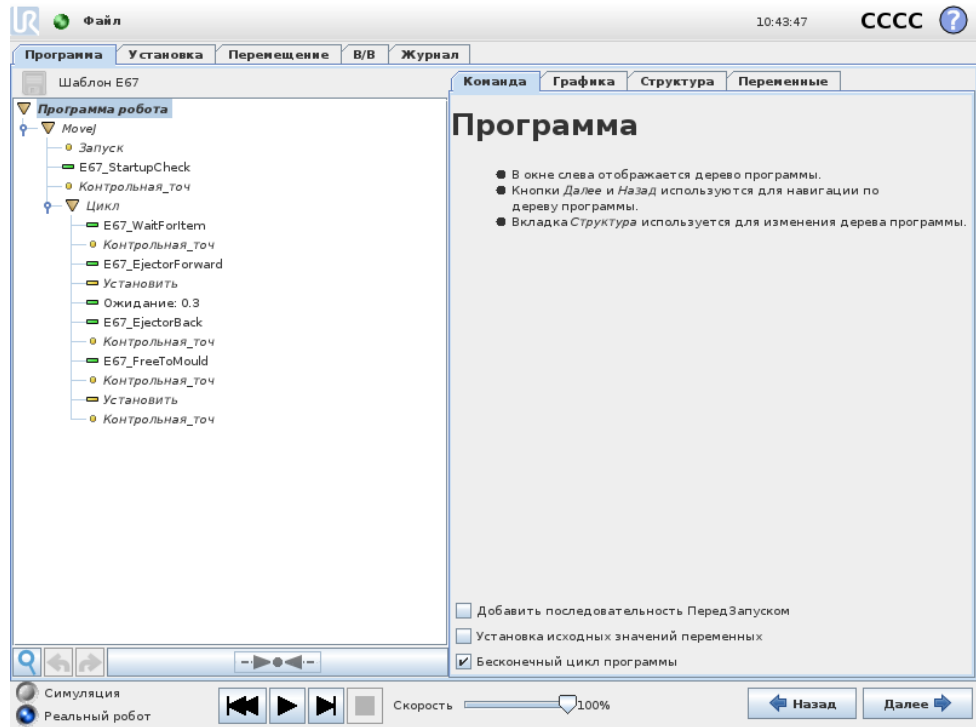 UR Файл 10:43:47 CCCC ?
Программа Установка Перемещение В/В Журнал
Шаблон E67
Команда Графика Структура Переменные
Программа робота
MoveJ
Запуск
E67_StartupCheck
Контрольная_точ
Цикл
E67_WaitForItem
Контрольная_точ
E67_EjectorForward
Установить
Ожидание: 0.3
E67_EjectorBack
Контрольная_точ
E67_FreeToMould
Контрольная_точ
Установить
Контрольная_точ
Программа
В окне слева отображается дерево программы.
Кнопки Далее и Назад используются для навигации по
дереву программы.
Вкладка Структура используется для изменения дерева программы.
Добавить последовательность ПередЗапуском
Установка исходных значений переменных
Бесконечный цикл программы
Симуляция
Реальный робот
Скорость 100%
Назад Далее